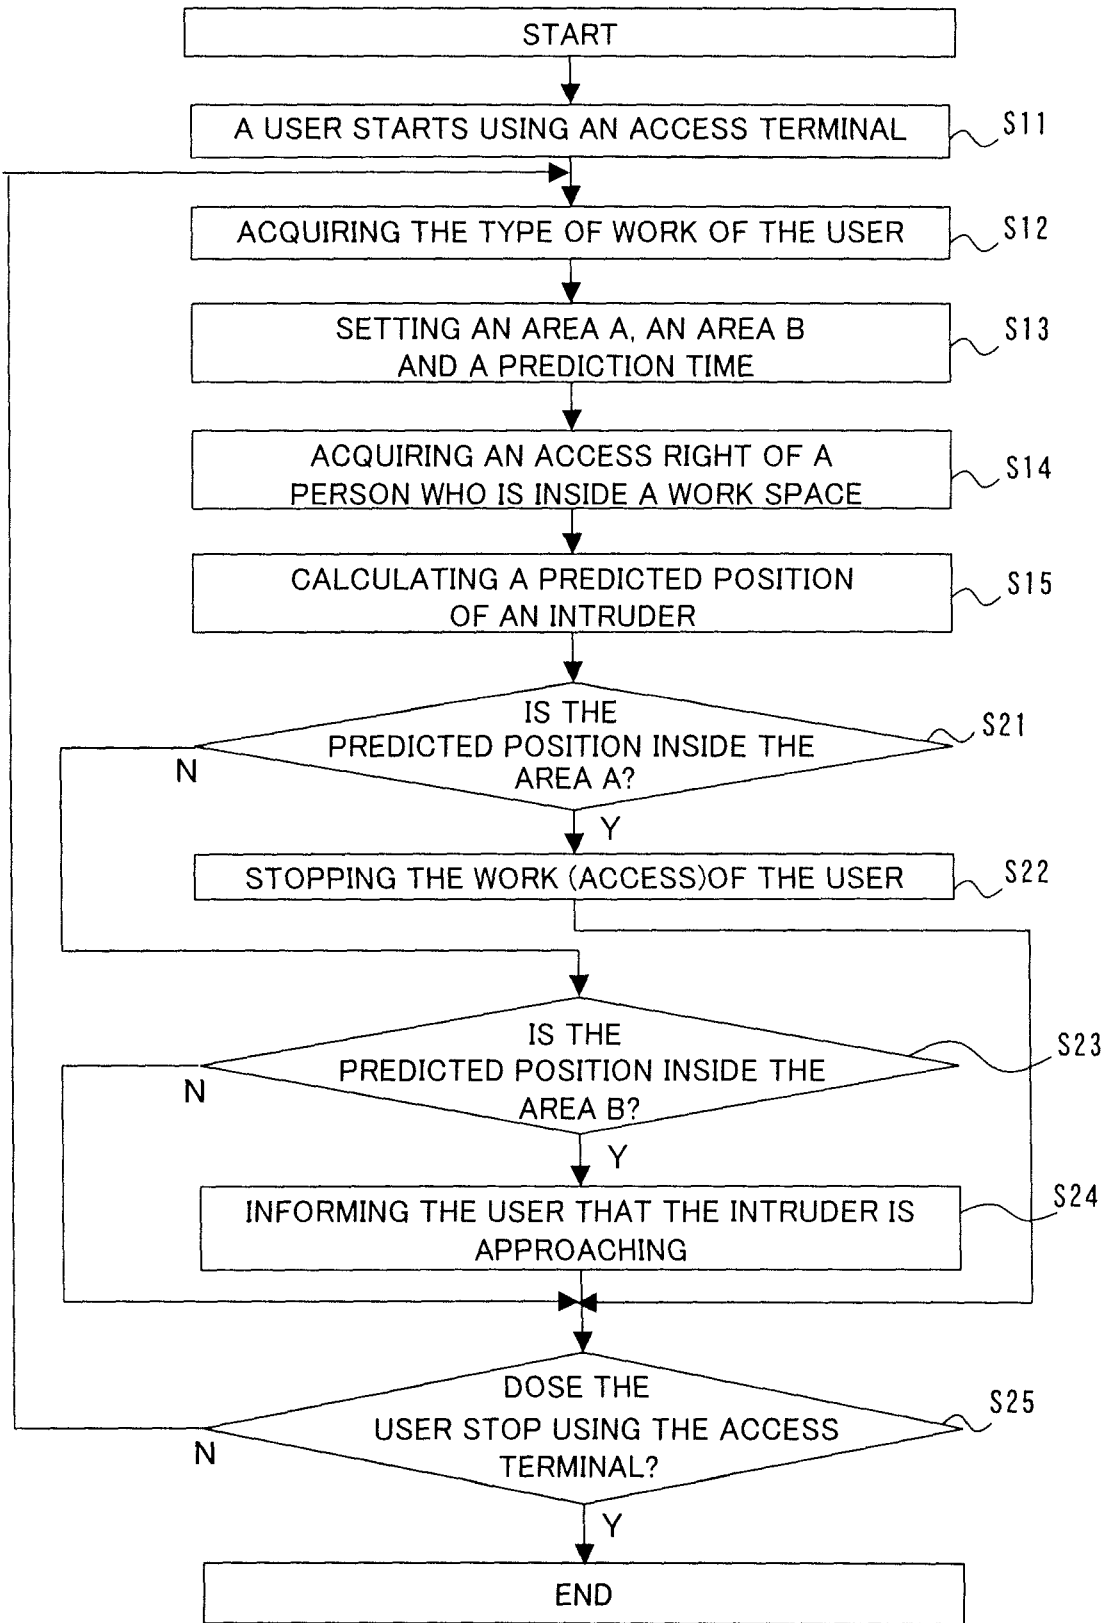 START
A USER STARTS USING AN ACCESS TERMINAL
S11
ACQUIRING THE TYPE OF WORK OF THE USER
S12
SETTING AN AREA A, AN AREA B
AND A PREDICTION TIME
S13
ACQUIRING AN ACCESS RIGHT OF A
PERSON WHO IS INSIDE A WORK SPACE
S14
CALCULATING A PREDICTED POSITION
OF AN INTRUDER
S15
IS THE
PREDICTED POSITION INSIDE THE
AREA A?
S21
N
Y
STOPPING THE WORK (ACCESS)OF THE USER
S22
IS THE
PREDICTED POSITION INSIDE THE
AREA B?
S23
N
Y
INFORMING THE USER THAT THE INTRUDER IS
APPROACHING
S24
DOSE THE
USER STOP USING THE ACCESS
TERMINAL?
S25
N
Y
END